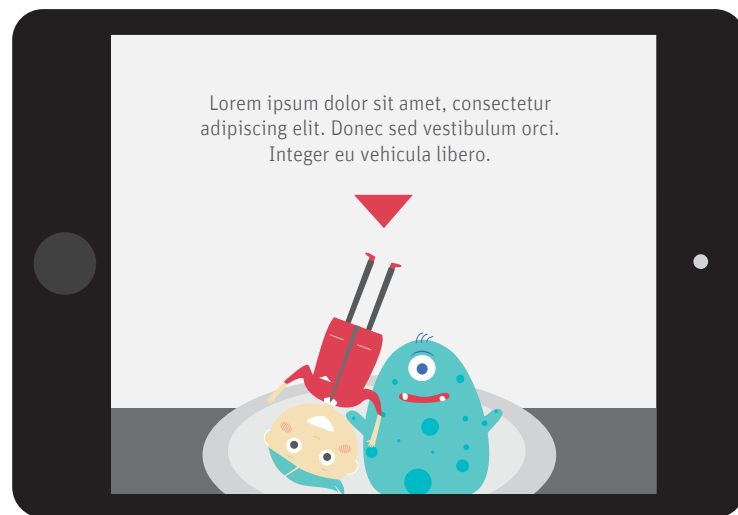 Lorem ipsum dolor sit amet, consectetur
adipiscing elit. Donec sed vestibulum orci.
Integer eu vehicula libero.